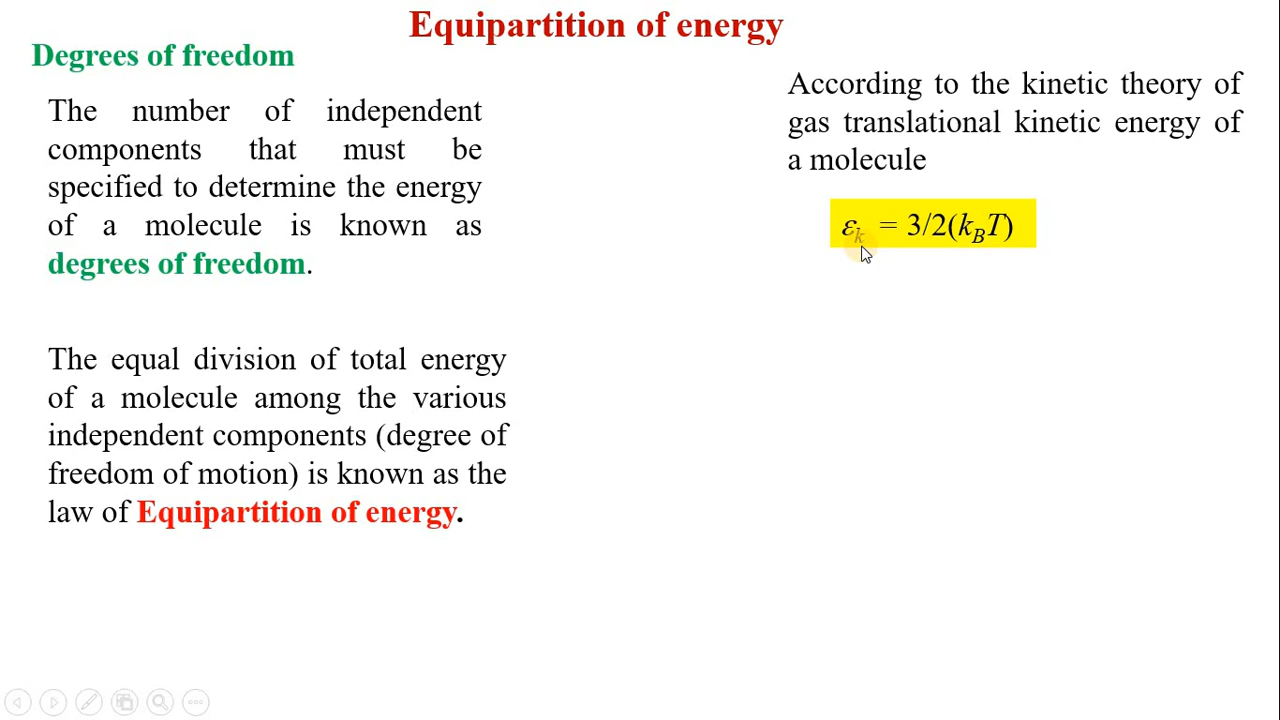 Equipartition of energy
Degrees of freedom
The number of independent
components that must be
specified to determine the energy
of a molecule is known as
degrees of freedom.
The equal division of total energy
of a molecule among the various
independent components (degree of
freedom of motion) is known as the
law of Equipartition of energy.
According to the kinetic theory of
gas translational kinetic energy of
a molecule
εₖ = 3/2(k_BT)